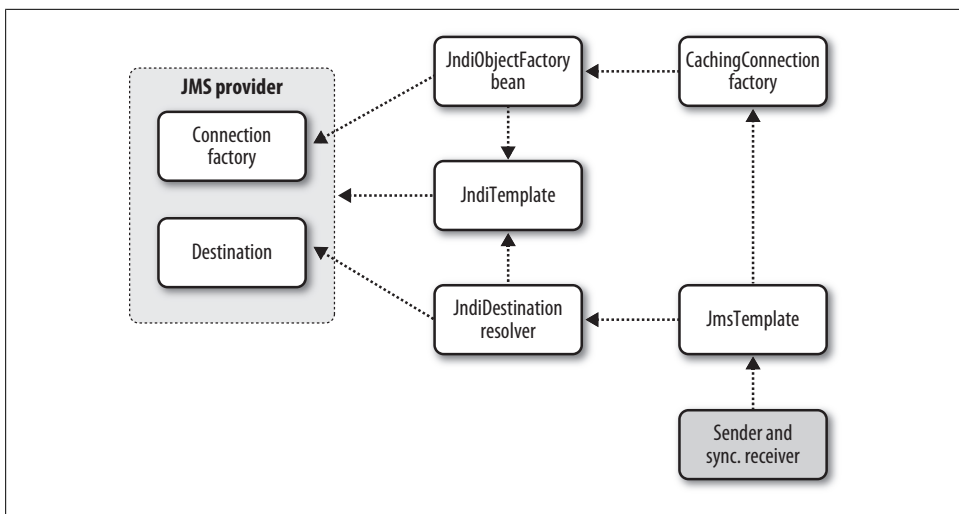 JMS provider
Connection
factory
Destination
JndiObjectFactory
bean
JndiTemplate
JndiDestination
resolver
CachingConnection
factory
JmsTemplate
Sender and
sync. receiver